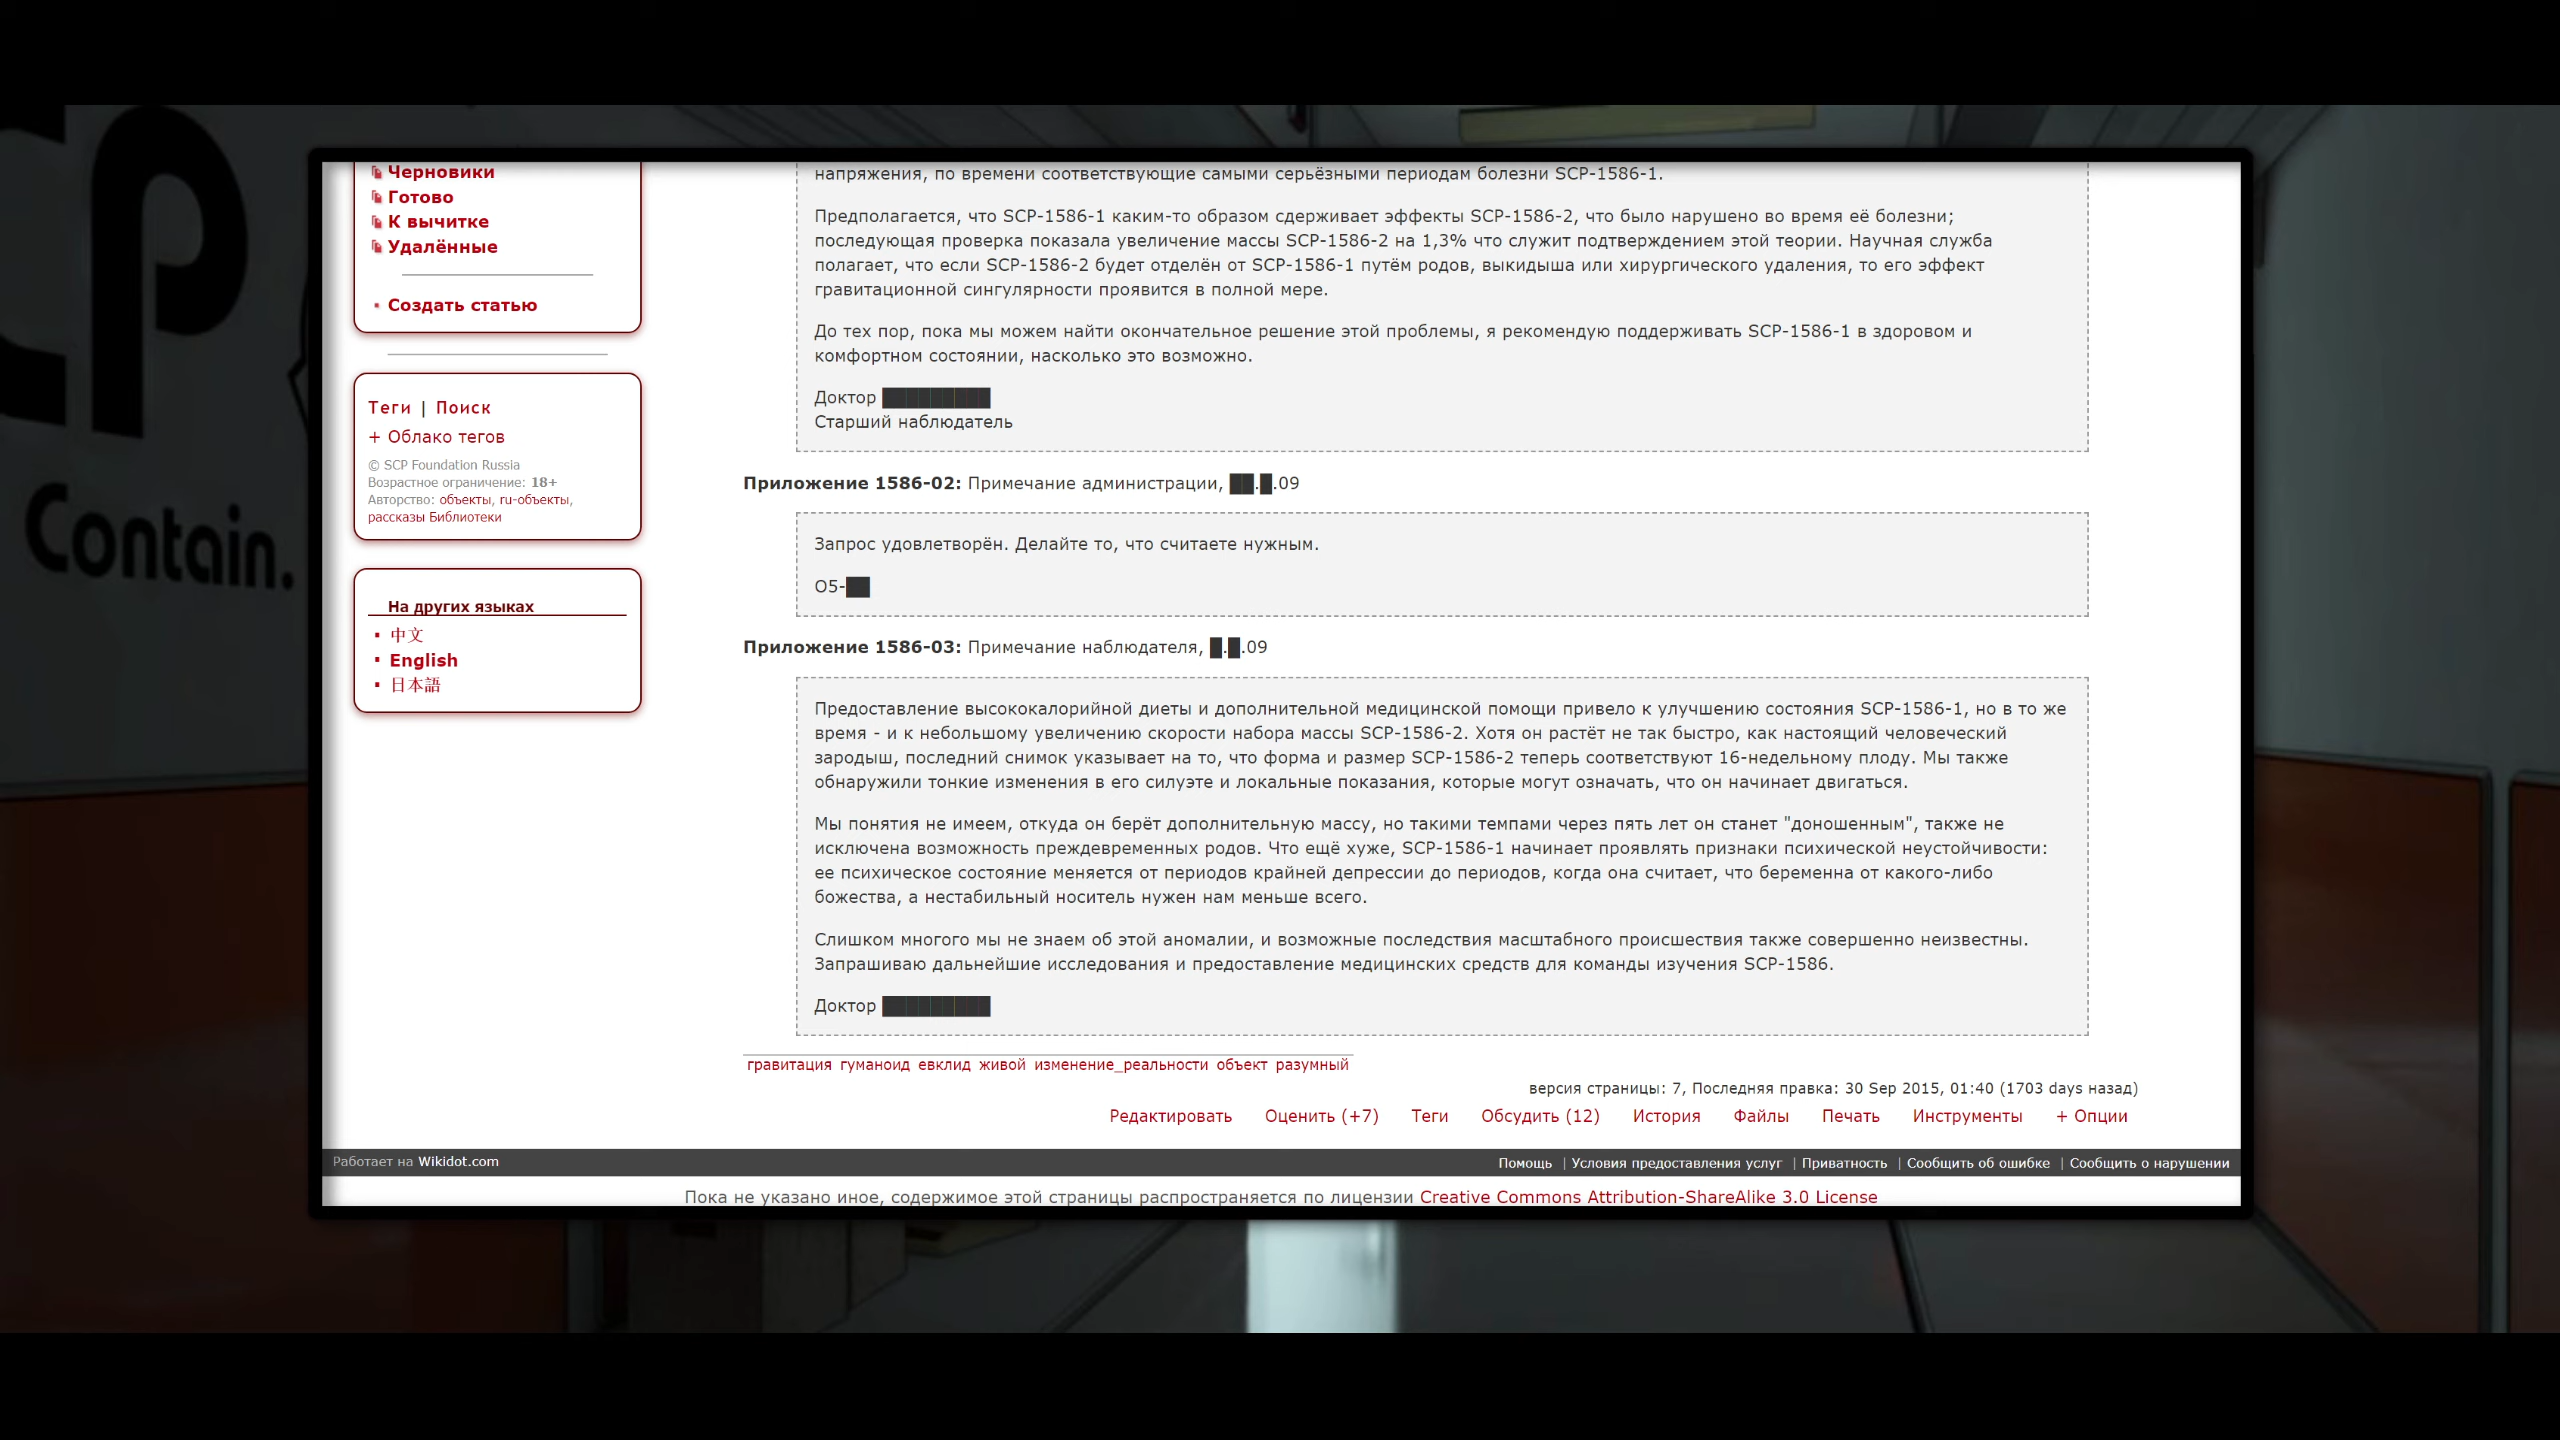 CP
Contain.
Черновики
Готово
К вычитке
Удалённые
Создать статью
Теги | Поиск
+ Облако тегов
© SCP Foundation Russia
Возрастное ограничение: 18+
Авторство: объекты, ru-объекты,
рассказы Библиотеки
На других языках
中文
English
日本語
напряжения, по времени соответствующие самыми серьёзными периодам болезни SCP-1586-1.
Предполагается, что SCP-1586-1 каким-то образом сдерживает эффекты SCP-1586-2, что было нарушено во время её болезни;
последующая проверка показала увеличение массы SCP-1586-2 на 1,3% что служит подтверждением этой теории. Научная служба
полагает, что если SCP-1586-2 будет отделён от SCP-1586-1 путём родов, выкидыша или хирургического удаления, то его эффект
гравитационной сингулярности проявится в полной мере.
До тех пор, пока мы можем найти окончательное решение этой проблемы, я рекомендую поддерживать SCP-1586-1 в здоровом и
комфортном состоянии, насколько это возможно.
Доктор █████████
Старший наблюдатель
Приложение 1586-02: Примечание администрации, ██.█.09
Запрос удовлетворён. Делайте то, что считаете нужным.
О5-██
Приложение 1586-03: Примечание наблюдателя, █.█.09
Предоставление высококалорийной диеты и дополнительной медицинской помощи привело к улучшению состояния SCP-1586-1, но в то же
время - и к небольшому увеличению скорости набора массы SCP-1586-2. Хотя он растёт не так быстро, как настоящий человеческий
зародыш, последний снимок указывает на то, что форма и размер SCP-1586-2 теперь соответствуют 16-недельному плоду. Мы также
обнаружили тонкие изменения в его силуэте и локальные показания, которые могут означать, что он начинает двигаться.
Мы понятия не имеем, откуда он берёт дополнительную массу, но такими темпами через пять лет он станет "доношенным", также не
исключена возможность преждевременных родов. Что ещё хуже, SCP-1586-1 начинает проявлять признаки психической неустойчивости:
ее психическое состояние меняется от периодов крайней депрессии до периодов, когда она считает, что беременна от какого-либо
божества, а нестабильный носитель нужен нам меньше всего.
Слишком многого мы не знаем об этой аномалии, и возможные последствия масштабного происшествия также совершенно неизвестны.
Запрашиваю дальнейшие исследования и предоставление медицинских средств для команды изучения SCP-1586.
Доктор █████████
гравитация гуманоид евклид живой изменение_реальности объект разумный
версия страницы: 7, Последняя правка: 30 Sep 2015, 01:40 (1703 days назад)
Редактировать Оценить (+7) Теги Обсудить (12) История Файлы Печать Инструменты + Опции
Работает на Wikidot.com
Помощь | Условия предоставления услуг | Приватность | Сообщить об ошибке | Сообщить о нарушении
Пока не указано иное, содержимое этой страницы распространяется по лицензии Creative Commons Attribution-ShareAlike 3.0 License